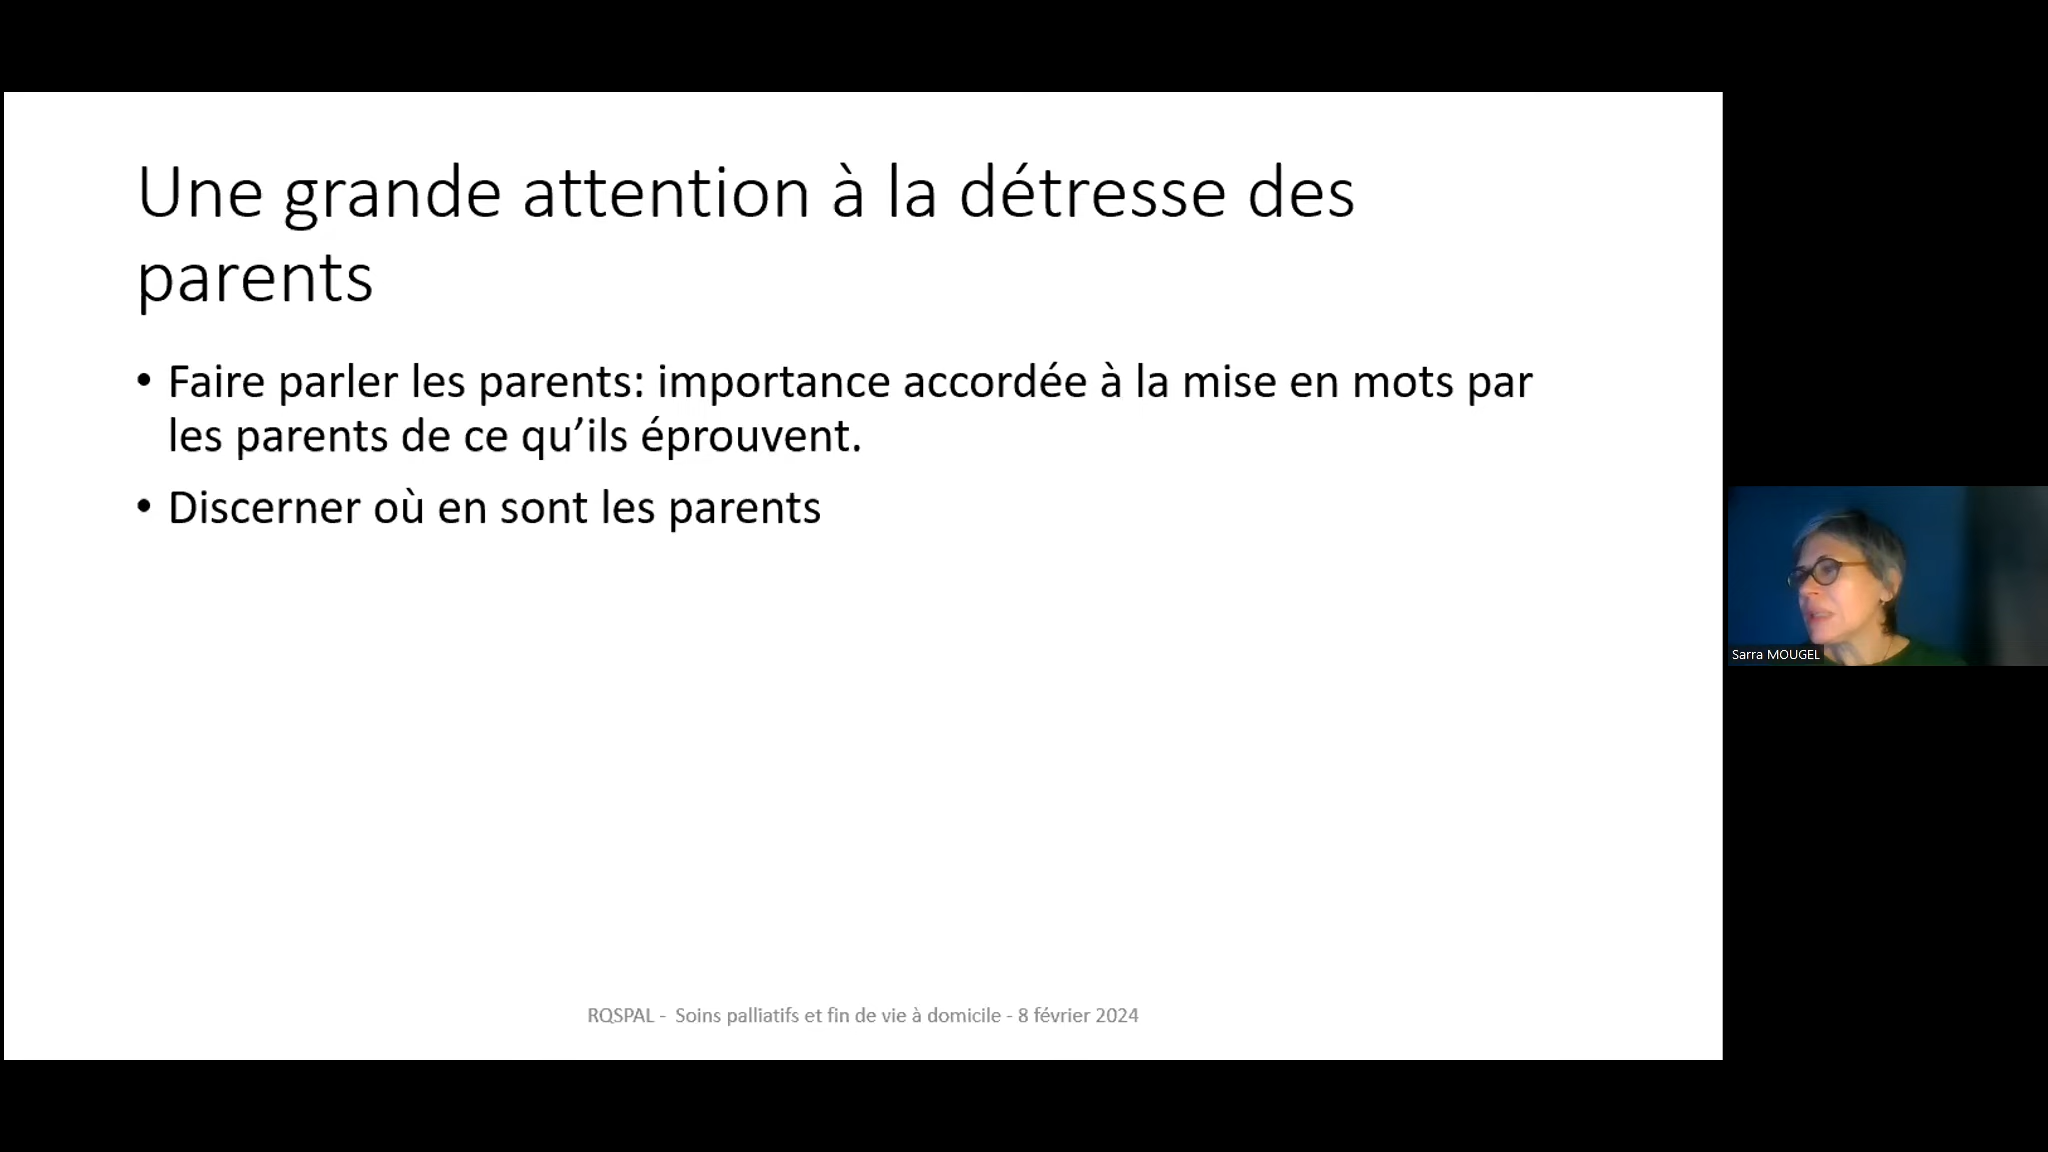 Une grande attention à la détresse des
parents
• Faire parler les parents: importance accordée à la mise en mots par
les parents de ce qu’ils éprouvent.
• Discerner où en sont les parents
Sarra MOUGEL
RQSPAL - Soins palliatifs et fin de vie à domicile - 8 février 2024